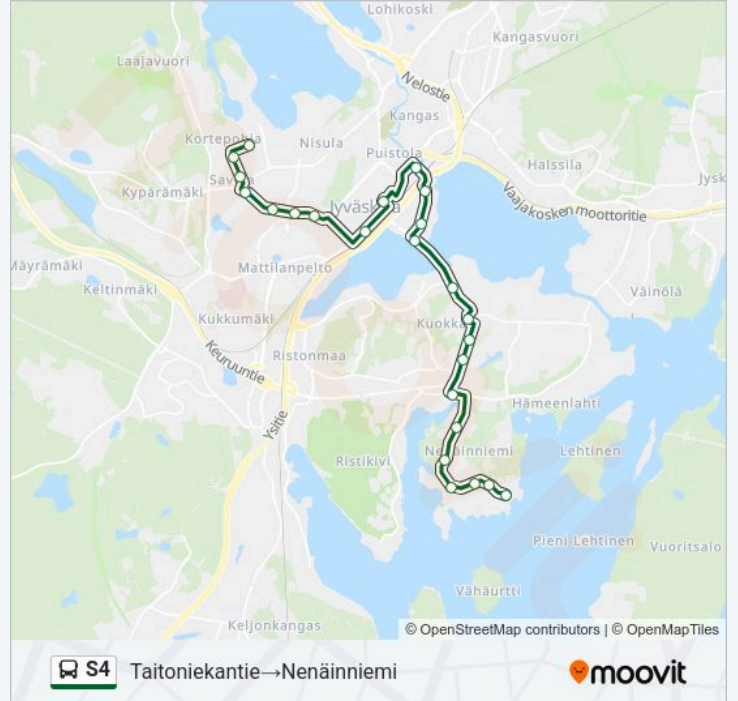 Lohikoski
Kangasvuori
Laajavuori
Nelostie
Kangas
Kortepohja
Nisula
Puistola
Halssila
Jysk
Savela
Kypärämäki
Jyväskylä
Vaajakosken moottoritie
Mäyrämäki
Mattilanpelto
Keltinmäki
Väinölä
Kukkumäki
Kuokka
Ristonmaa
Keuruuntie
Hämeenlahti
Ysitie
Nenäinniemi
Lehtinen
Ristikivi
Pieni-Lehtinen
Vuoritsalo
Vähäurtti
Keljonkangas
© OpenStreetMap contributors | © OpenMapTiles
S4 Taitoniekantie→Nenäinniemi
moovit